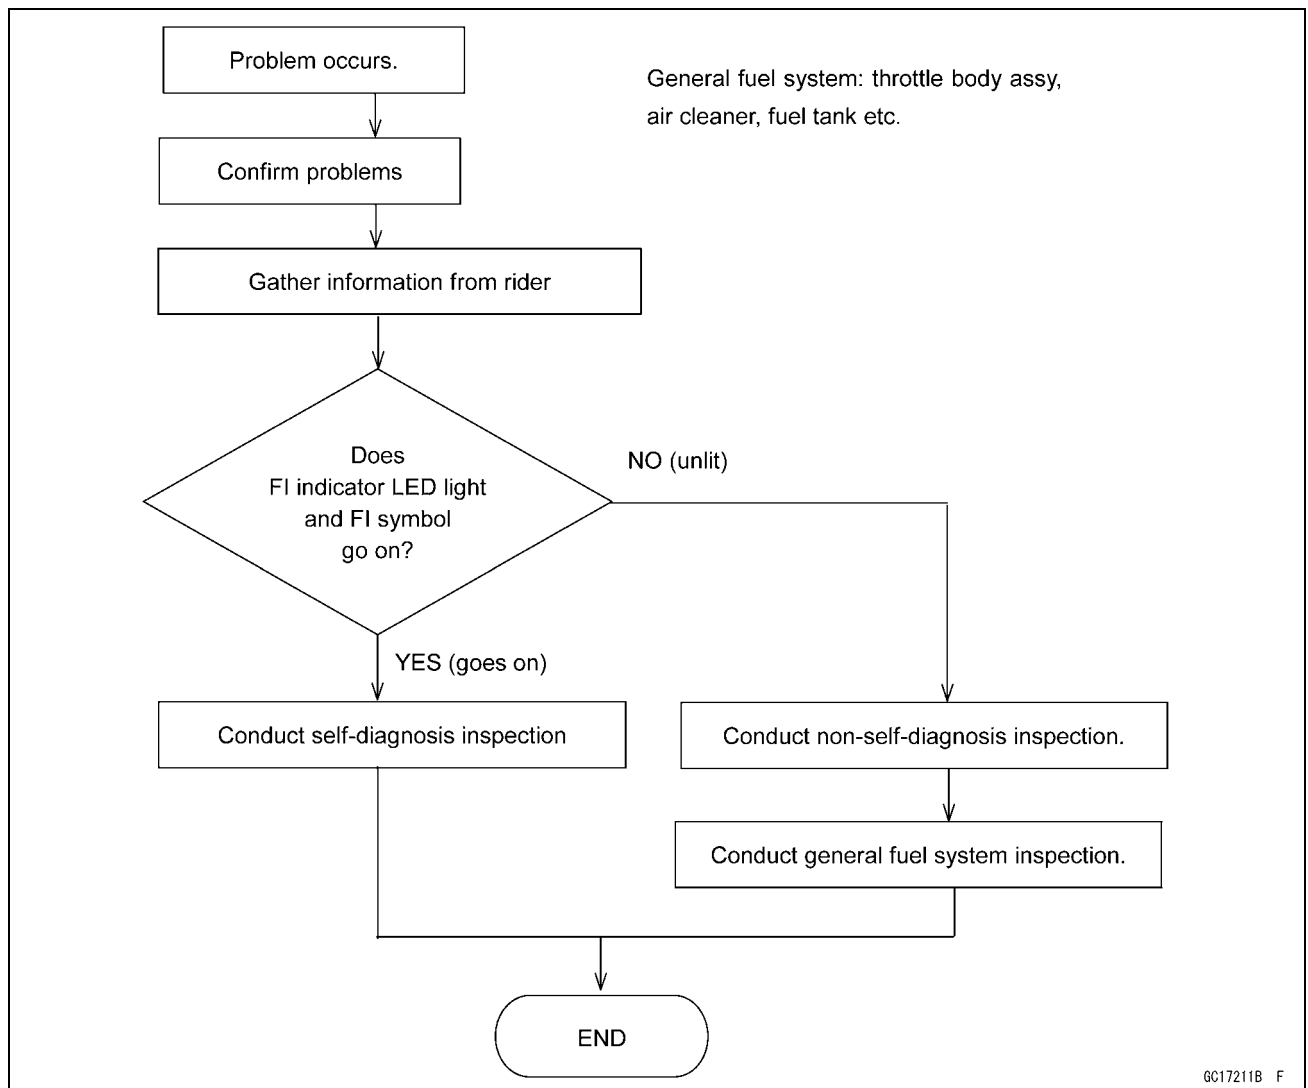 Problem occurs.
General fuel system: throttle body assy,
air cleaner, fuel tank etc.
Confirm problems
Gather information from rider
Does
FI indicator LED light
and FI symbol
go on?
NO (unlit)
YES (goes on)
Conduct self-diagnosis inspection
Conduct non-self-diagnosis inspection.
Conduct general fuel system inspection.
END
GC17211B F